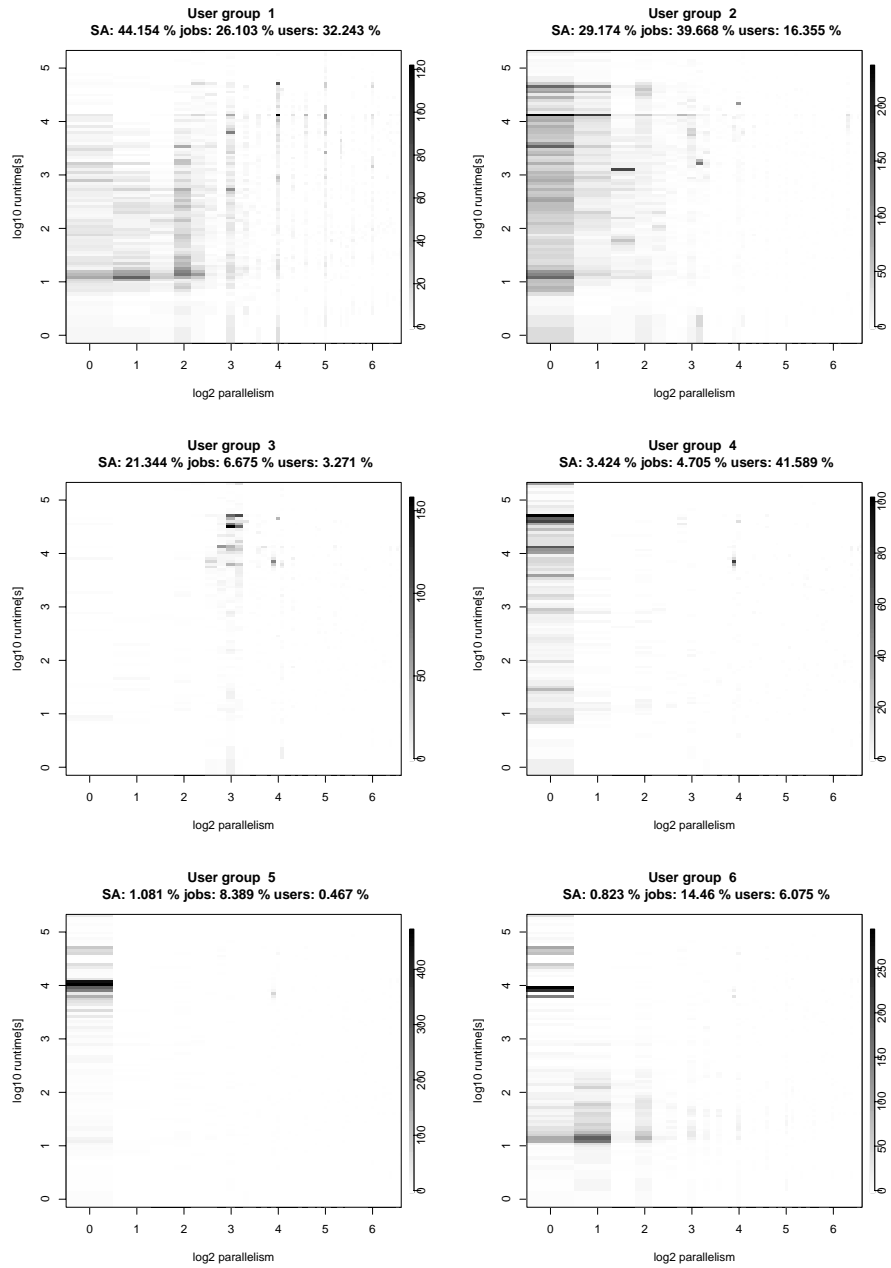 User group 1
SA: 44.154 % jobs: 26.103 % users: 32.243 %
5
4
3
2
1
0
log10 runtime[s]
0 1 2 3 4 5 6
log2 parallelism
120
100
80
60
40
20
0
User group 2
SA: 29.174 % jobs: 39.668 % users: 16.355 %
5
4
3
2
1
0
log10 runtime[s]
0 1 2 3 4 5 6
log2 parallelism
200
150
100
50
0
User group 3
SA: 21.344 % jobs: 6.675 % users: 3.271 %
5
4
3
2
1
0
log10 runtime[s]
0 1 2 3 4 5 6
log2 parallelism
150
100
50
0
User group 4
SA: 3.424 % jobs: 4.705 % users: 41.589 %
5
4
3
2
1
0
log10 runtime[s]
0 1 2 3 4 5 6
log2 parallelism
100
80
60
40
20
0
User group 5
SA: 1.081 % jobs: 8.389 % users: 0.467 %
5
4
3
2
1
0
log10 runtime[s]
0 1 2 3 4 5 6
log2 parallelism
400
300
200
100
0
User group 6
SA: 0.823 % jobs: 14.46 % users: 6.075 %
5
4
3
2
1
0
log10 runtime[s]
0 1 2 3 4 5 6
log2 parallelism
250
200
150
100
50
0